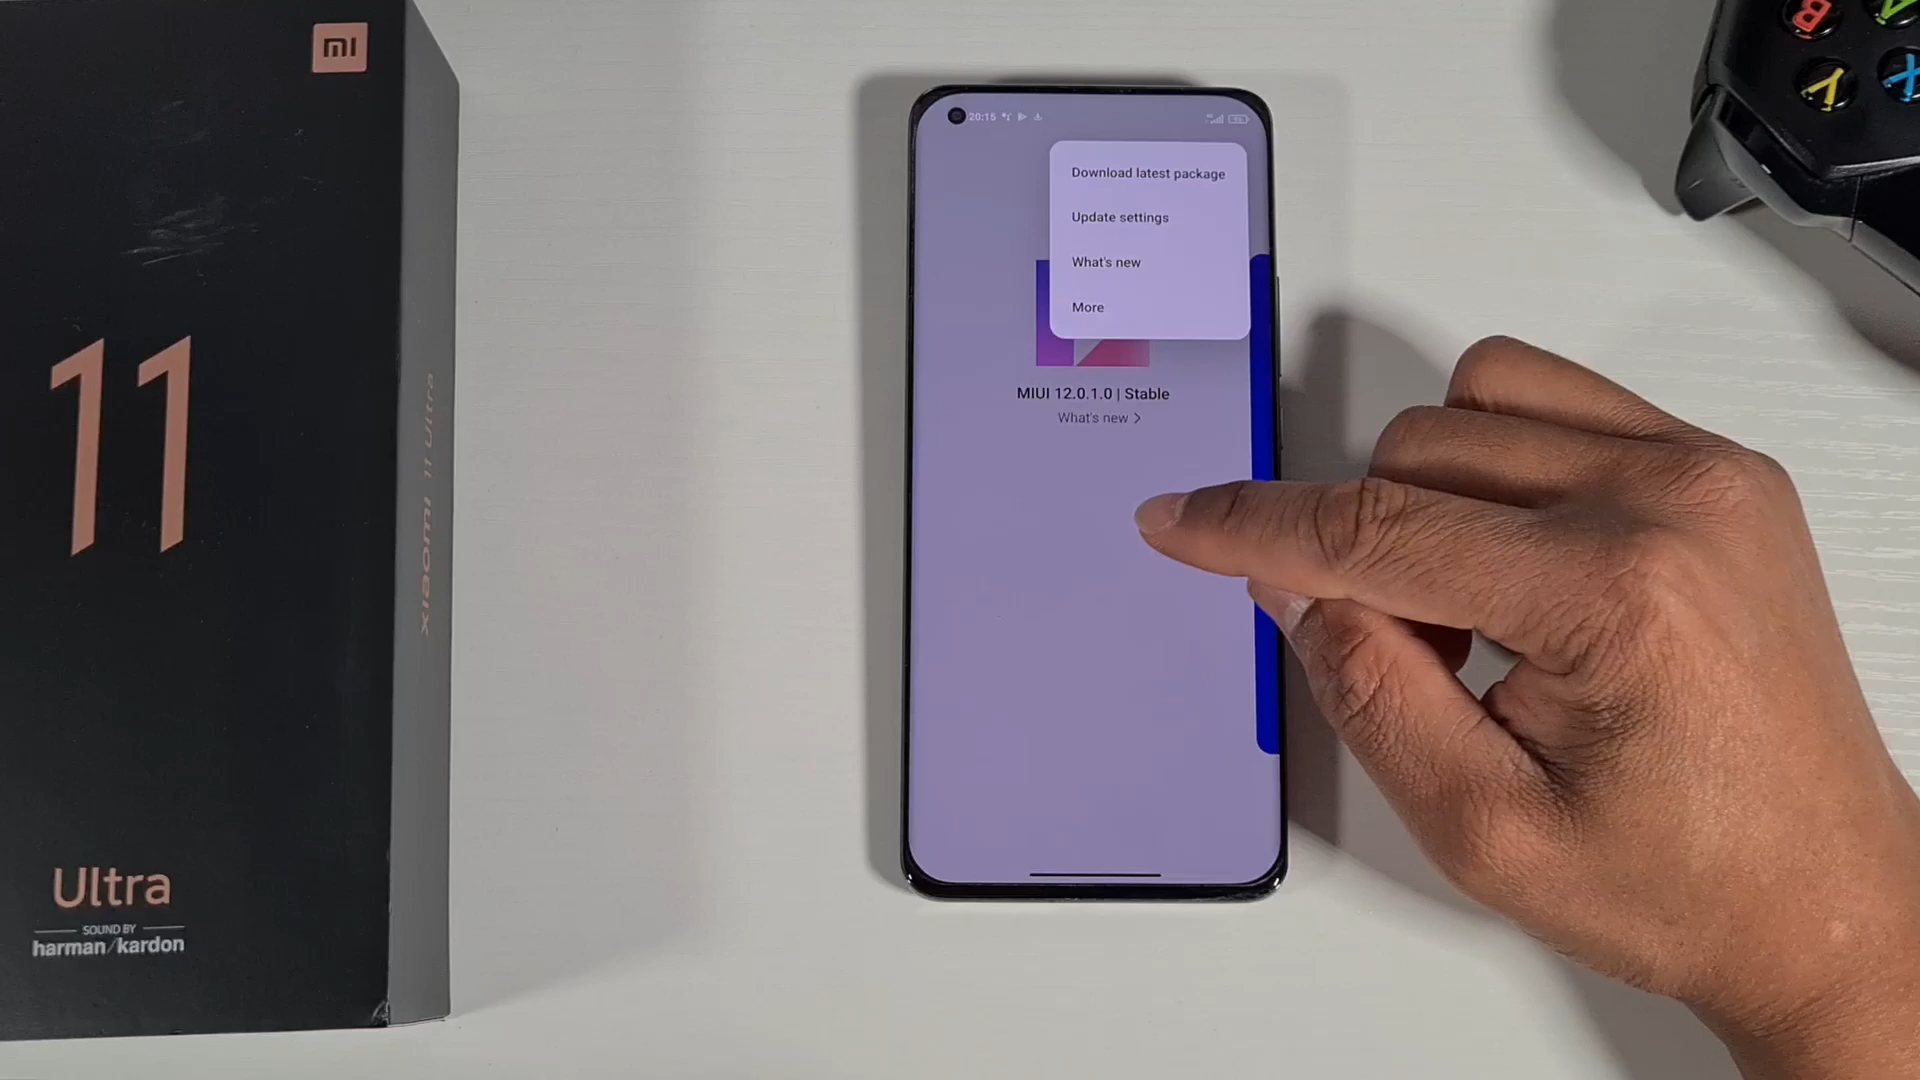 MI
11
Ultra
SOUND BY
harman/kardon
xiaomi 11 Ultra
20:15
Download latest package
Update settings
What's new
More
MIUI 12.0.1.0 | Stable
What's new >
B
A
Y
X